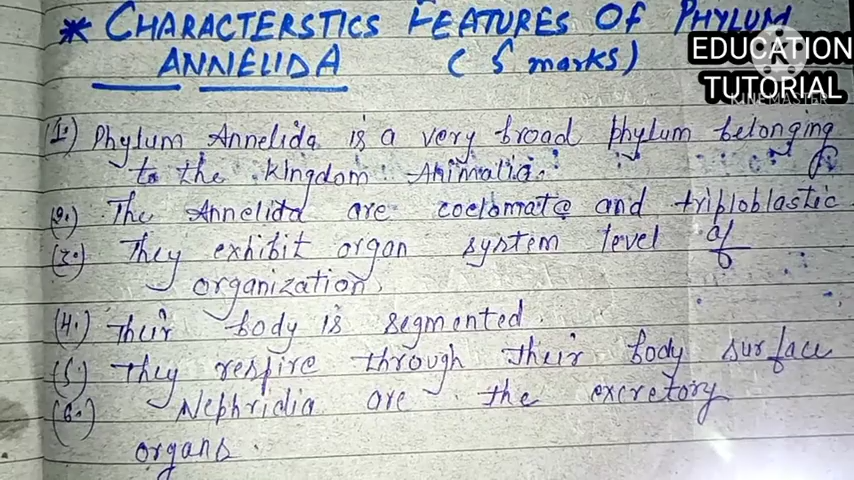 * CHARACTERSTICS FEATURES OF PHYLUM
ANNELIDA (5 marks)
EDUCATION
TUTORIAL
KINEMASTER
(1.) Phylum Annelida is a very broad phylum belonging
to the kingdom Animalia.
(2.) The Annelida are coelomate and triploblastic
(3.) They exhibit organ system level of
organization.
(4.) Their body is segmented.
(5.) They respire through their body surface
(6.) Nephridia are the excretory
organs.